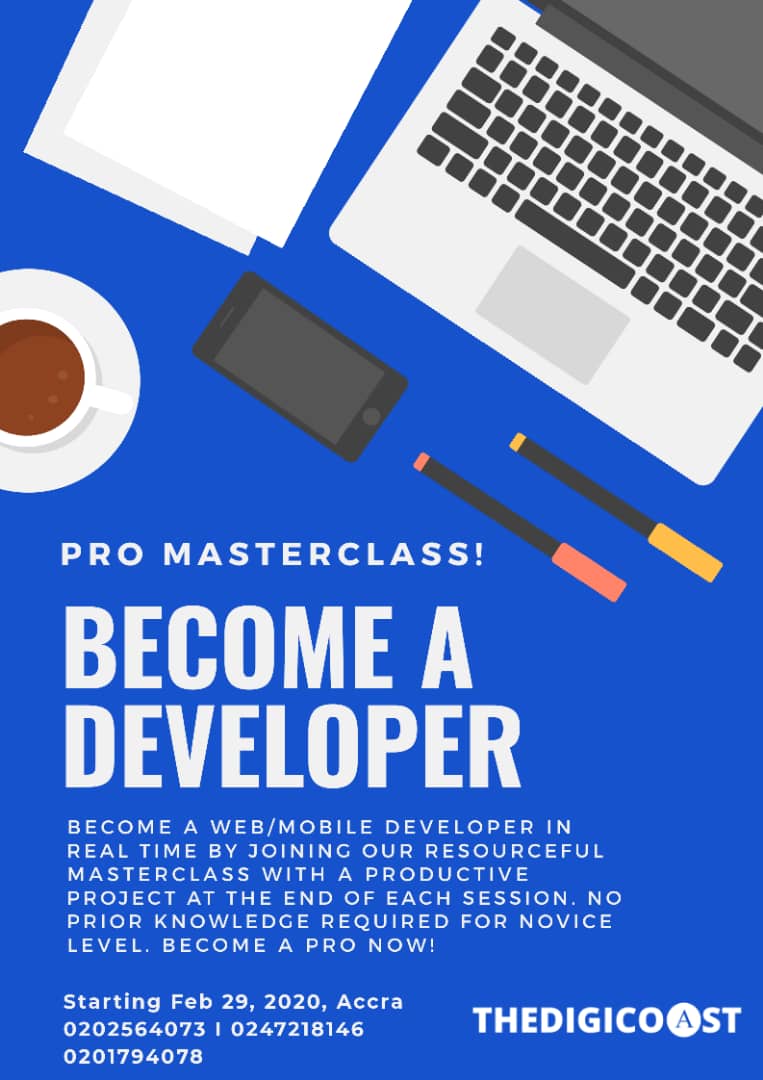 PRO MASTERCLASS!
BECOME A
DEVELOPER
BECOME A WEB/MOBILE DEVELOPER IN
REAL TIME BY JOINING OUR RESOURCEFUL
MASTERCLASS WITH A PRODUCTIVE
PROJECT AT THE END OF EACH SESSION. NO
PRIOR KNOWLEDGE REQUIRED FOR NOVICE
LEVEL. BECOME A PRO NOW!
Starting Feb 29, 2020, Accra
0202564073 I 0247218146
0201794078
THEDIGICOAST